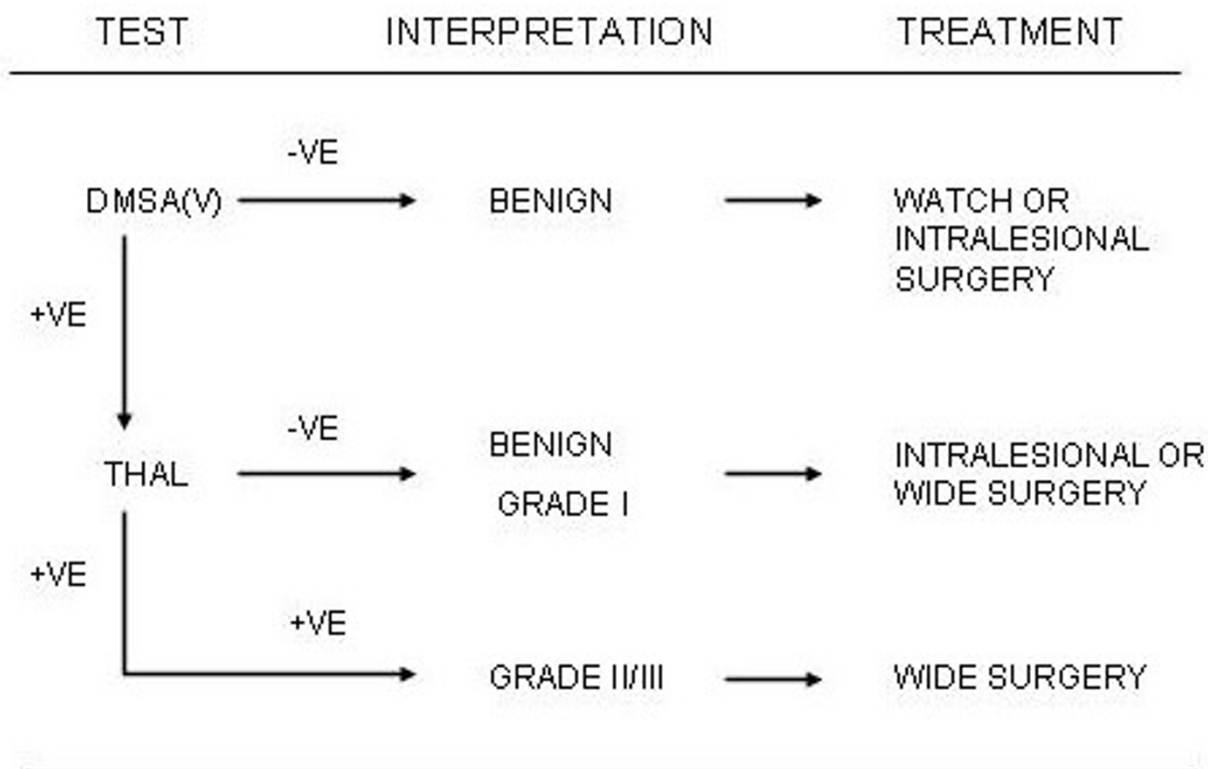 TEST INTERPRETATION TREATMENT
-VE
DMSA(V) BENIGN WATCH OR
INTRALESIONAL
SURGERY
+VE
-VE
BENIGN INTRALESIONAL OR
THAL WIDE SURGERY
GRADE I
+VE
+VE
GRADE II/III WIDE SURGERY